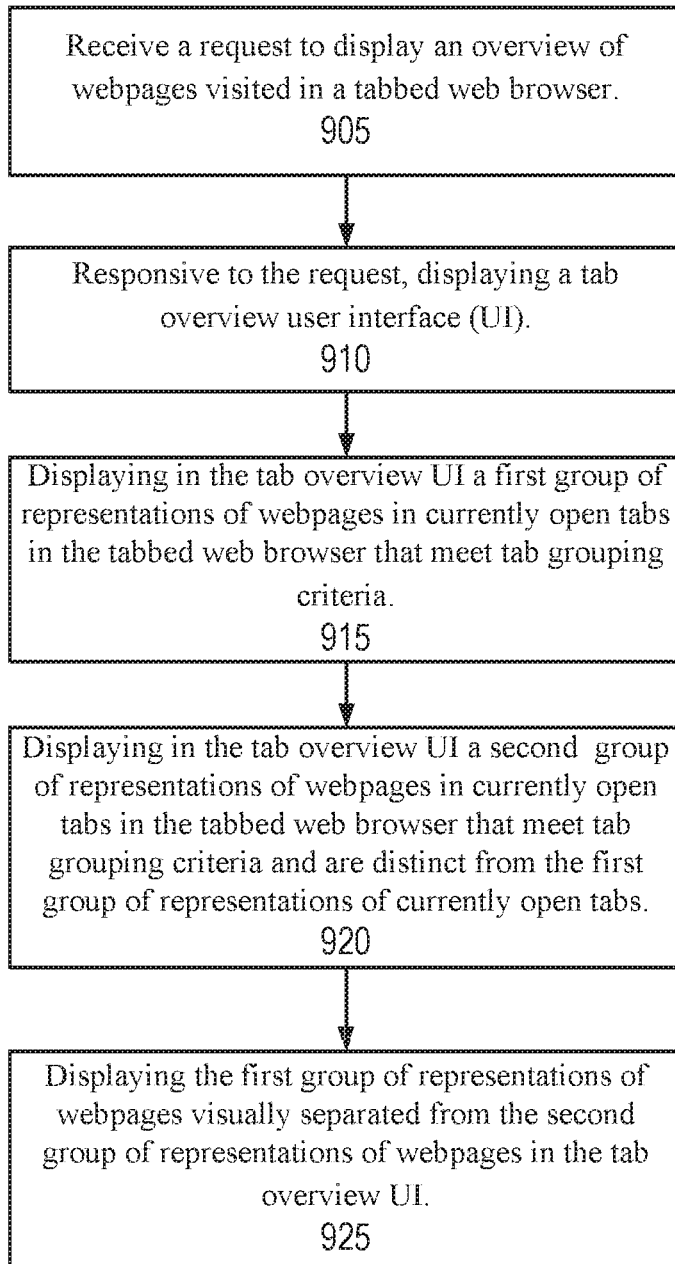 Receive a request to display an overview of
webpages visited in a tabbed web browser.
905
Responsive to the request, displaying a tab
overview user interface (UI).
910
Displaying in the tab overview UI a first group of
representations of webpages in currently open tabs
in the tabbed web browser that meet tab grouping
criteria.
915
Displaying in the tab overview UI a second group
of representations of webpages in currently open
tabs in the tabbed web browser that meet tab
grouping criteria and are distinct from the first
group of representations of currently open tabs.
920
Displaying the first group of representations of
webpages visually separated from the second
group of representations of webpages in the tab
overview UI.
925